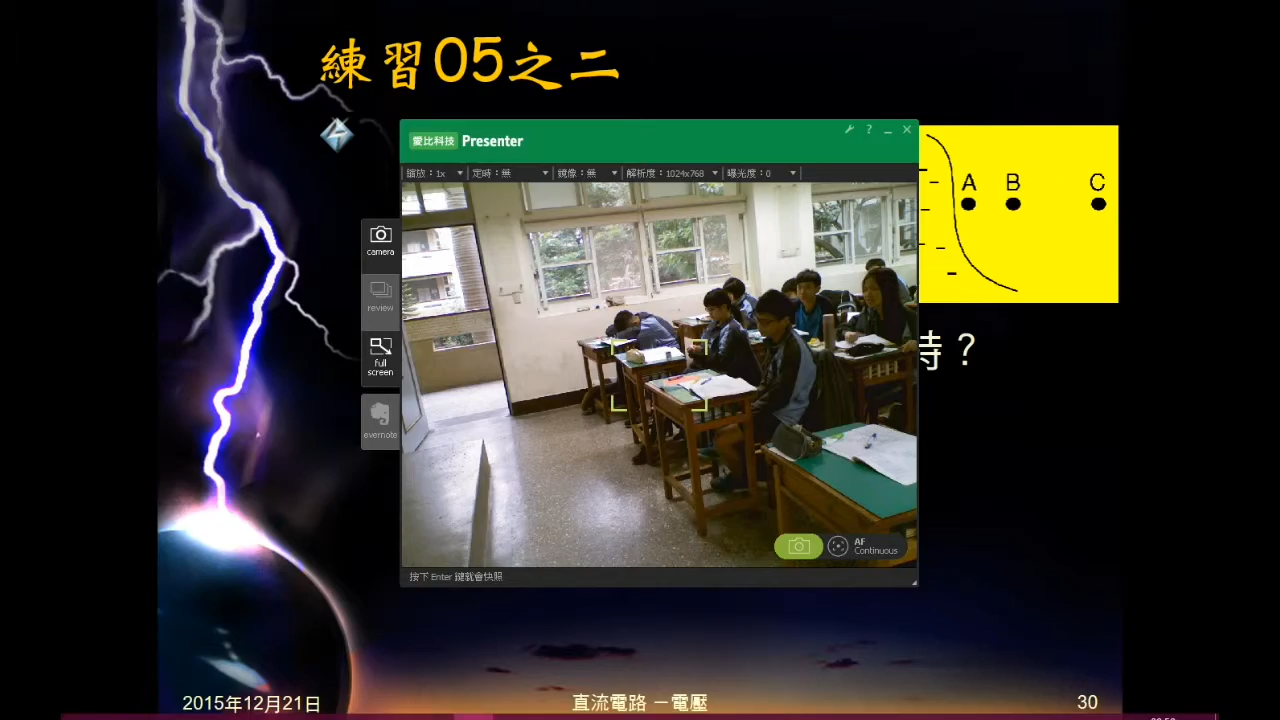 練習05之二
愛比科技 Presenter
縮放：1x 定時：無 鏡像：無 解析度：1024x768 曝光度：0
A B C
camera
review
full screen
evernote
時？
AF Continuous
按下 Enter 鍵就會快照
2015年12月21日 直流電路 — 電壓 30